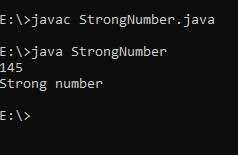 E:\>javac StrongNumber.java
E:\>java StrongNumber
145
Strong number
E:\>